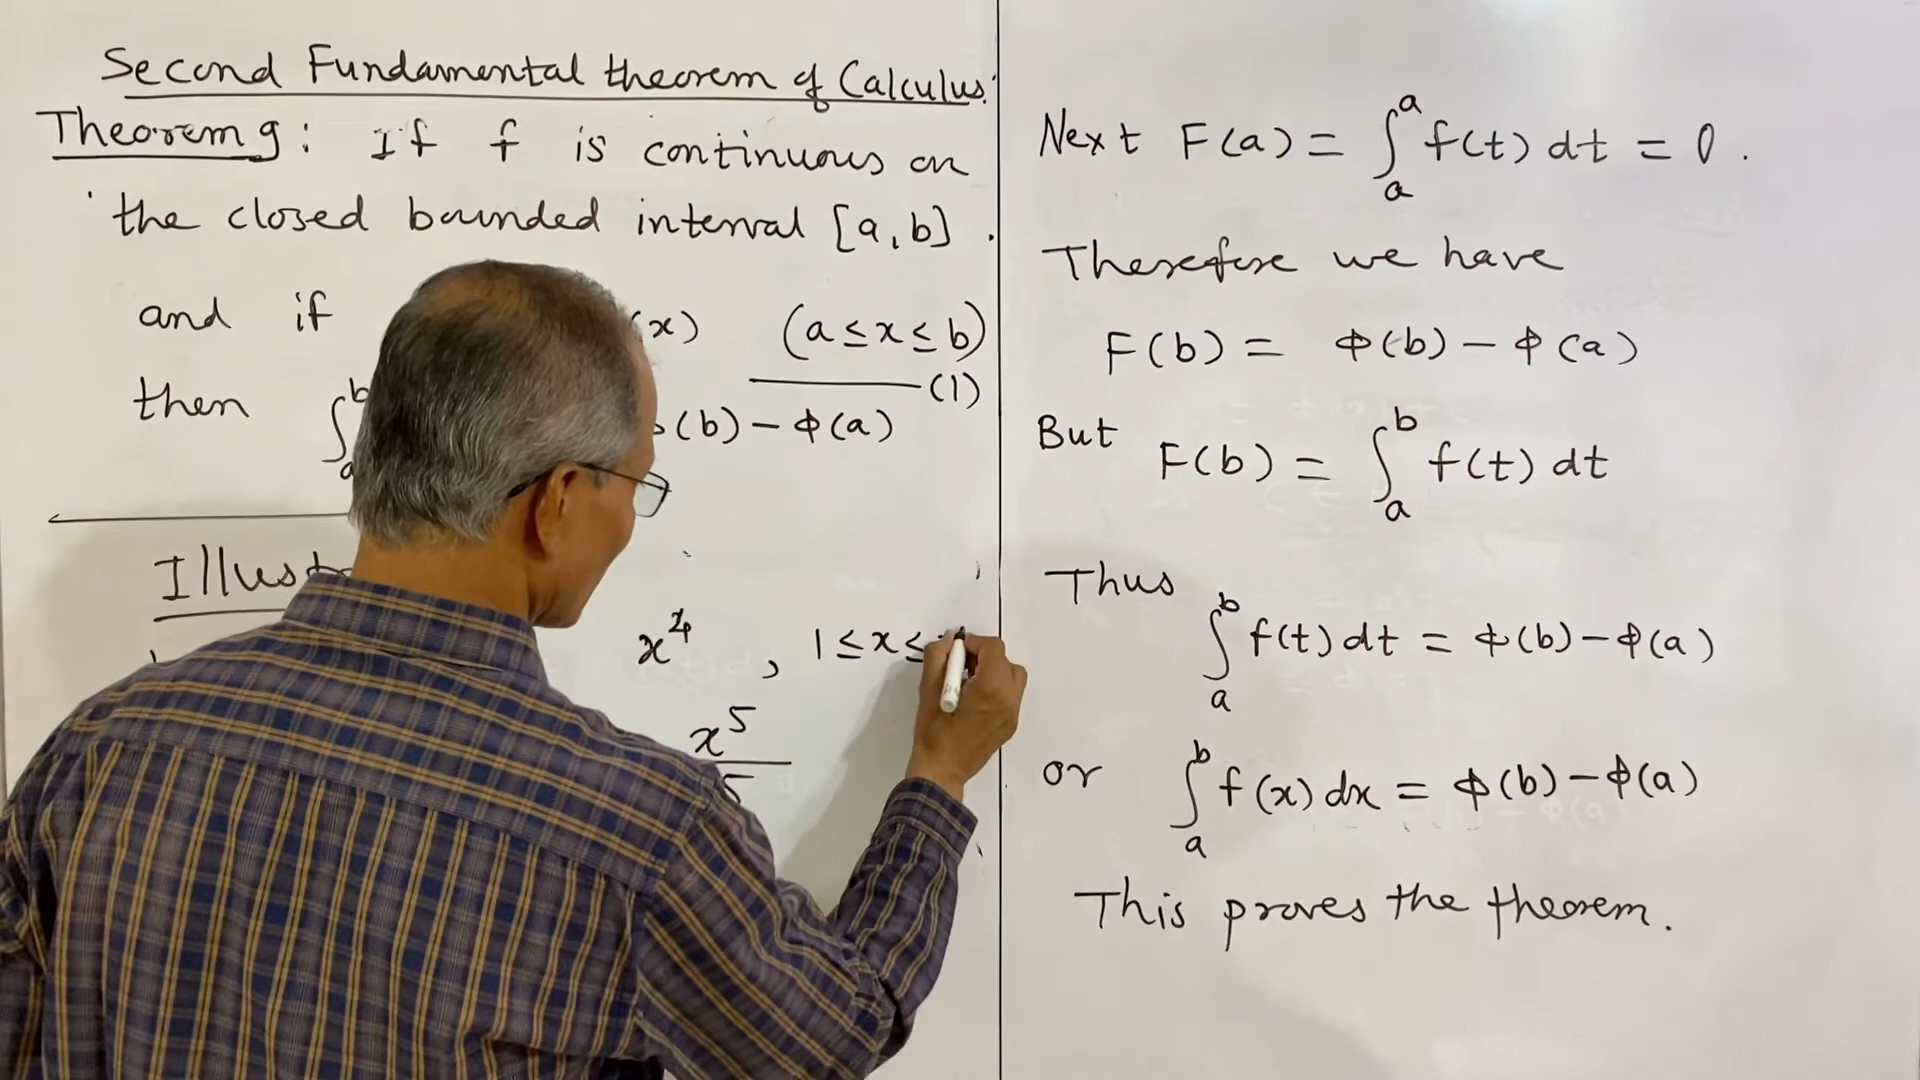 Second Fundamental theorem of Calculus:
Theorem 9: If f is continuous on
the closed bounded interval [a, b].
and if (x) (a ≤ x ≤ b)
(1)
then ∫_a^b (b) − ϕ(a)
x^4, 1 ≤ x ≤
x^5
5
Next F(a) = ∫_a^a f(t) dt = 0.
Therefore we have
F(b) = ϕ(b) − ϕ(a)
But F(b) = ∫_a^b f(t) dt
Thus
∫_a^b f(t) dt = ϕ(b) − ϕ(a)
or ∫_a^b f(x) dx = ϕ(b) − ϕ(a)
This proves the theorem.